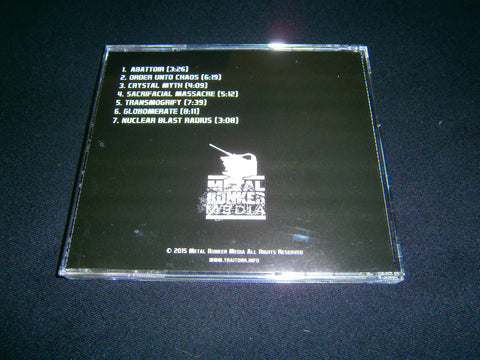 1. ABATTOIR (3:26)
2. ORDER UNTO CHAOS (6:19)
3. CRYSTAL MYTH (4:09)
4. SACRIFACIAL MASSACRE (5:12)
5. TRANSMOGRIFY (7:39)
6. GLOBOMERATE (8:11)
7. NUCLEAR BLAST RADIUS (3:08)
METAL
BUNKER
MEDIA
© 2015 METAL BUNKER MEDIA ALL RIGHTS RESERVED
WWW.TRAITORR.INFO